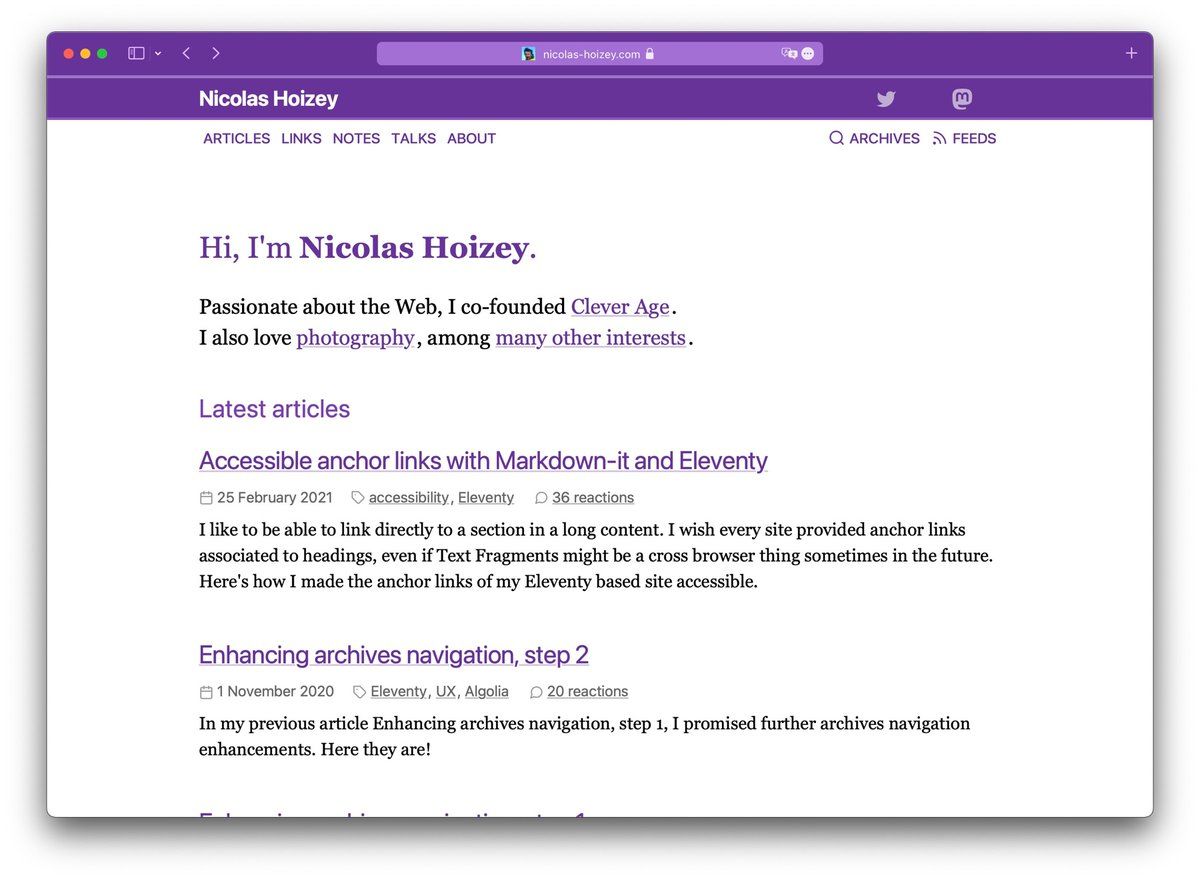 nicolas-hoizey.com
Nicolas Hoizey
ARTICLES LINKS NOTES TALKS ABOUT ARCHIVES FEEDS
Hi, I'm Nicolas Hoizey.
Passionate about the Web, I co-founded Clever Age.
I also love photography, among many other interests.
Latest articles
Accessible anchor links with Markdown-it and Eleventy
25 February 2021 accessibility, Eleventy 36 reactions
I like to be able to link directly to a section in a long content. I wish every site provided anchor links
associated to headings, even if Text Fragments might be a cross browser thing sometimes in the future.
Here's how I made the anchor links of my Eleventy based site accessible.
Enhancing archives navigation, step 2
1 November 2020 Eleventy, UX, Algolia 20 reactions
In my previous article Enhancing archives navigation, step 1, I promised further archives navigation
enhancements. Here they are!